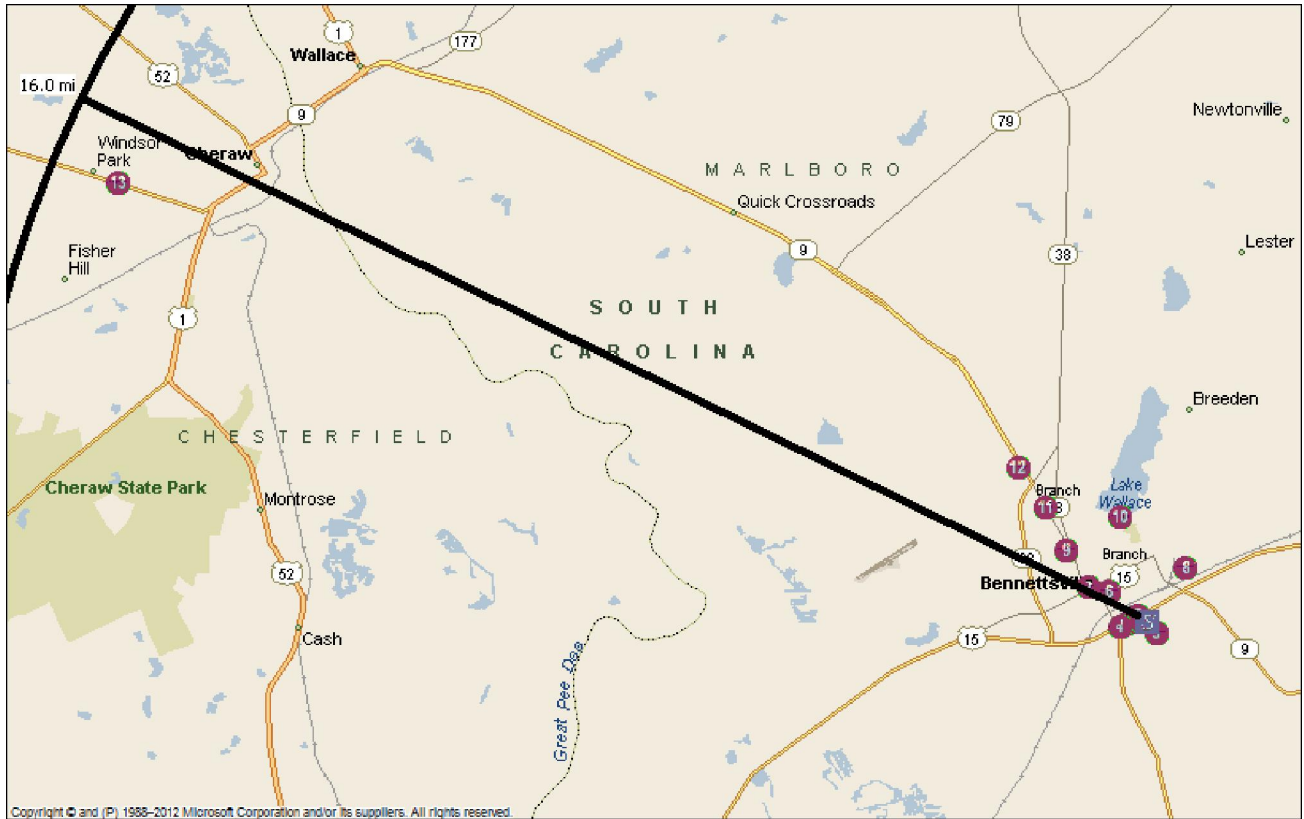 1
Wallace
177
52
16.0 mi
9
79
Newtonville
Windsor
Park
Cheraw
13
MARLBORO
Quick Crossroads
9
38
Lester
Fisher
Hill
SOUTH
1
CAROLINA
Breeden
CHESTERFIELD
12
Cheraw State Park
Montrose
Branch
11
Lake
Wallace
10
9
Branch
8
52
15
Bennettsville
7
6
4
S
Cash
15
9
Great Pee Dee
Copyright © and (P) 1988–2012 Microsoft Corporation and/or its suppliers. All rights reserved.